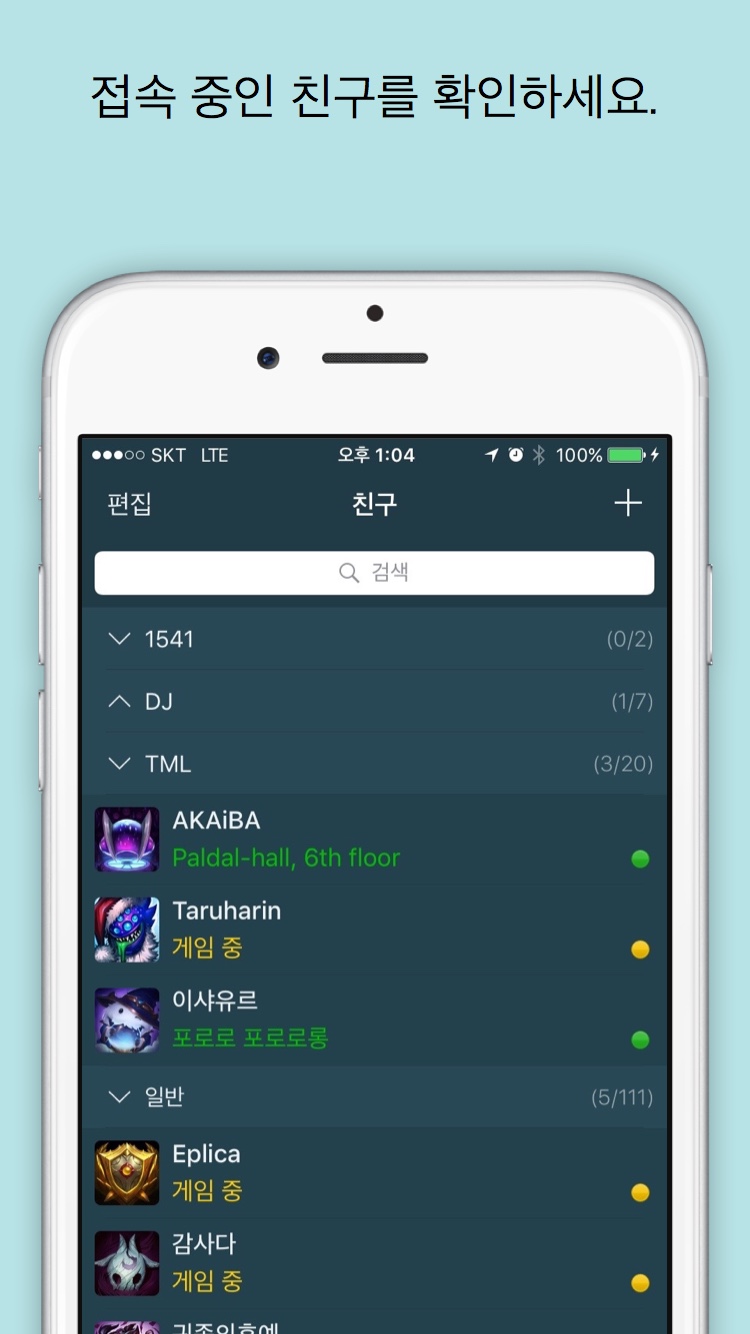 접속 중인 친구를 확인하세요.
SKT LTE 오후 1:04 100%
편집 친구
검색
1541 (0/2)
DJ (1/7)
TML (3/20)
AKAiBA
Paldal-hall, 6th floor
Taruharin
게임 중
이샤유르
포로로 포로로롱
일반 (5/111)
Eplica
게임 중
감사다
게임 중